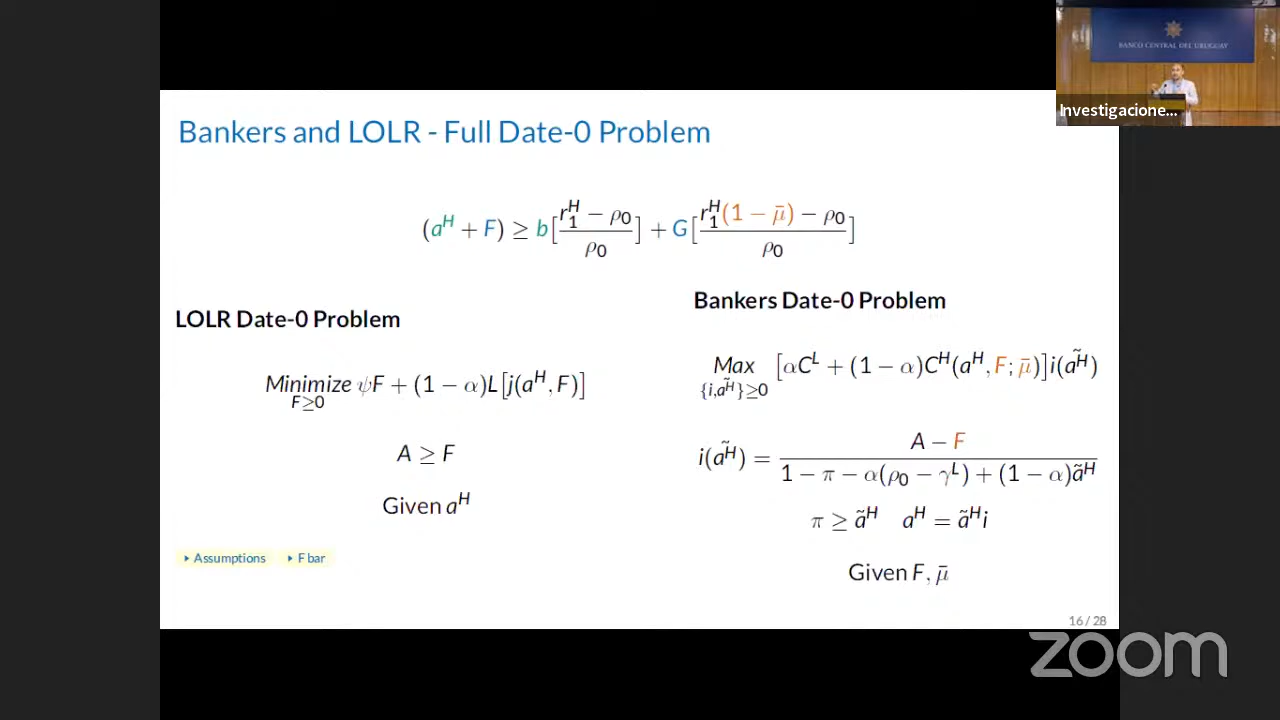 BANCO CENTRAL DEL URUGUAY
Investigacione...
Bankers and LOLR - Full Date-0 Problem
(a^H + F) ≥ b[(r_1^H − ρ_0)/ρ_0] + G[(r_1^H(1 − μ̄) − ρ_0)/ρ_0]
LOLR Date-0 Problem
Minimize_{F≥0} ψF + (1 − α)L[j(a^H, F)]
A ≥ F
Given a^H
Assumptions
F bar
Bankers Date-0 Problem
Max_{{i,ã^H}≥0} [αC^L + (1 − α)C^H(a^H, F; μ̄)]i(ã^H)
i(ã^H) = (A − F)/(1 − π − α(ρ_0 − γ^L) + (1 − α)ã^H)
π ≥ ã^H a^H = ã^H i
Given F, μ̄
16 / 28
zoom